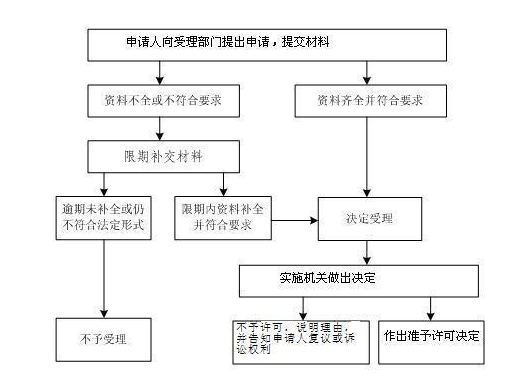 申请人向受理部门提出申请，提交材料
资料不全或不符合要求
资料齐全并符合要求
限期补交材料
逾期未补全或仍
不符合法定形式
限期内资料补全
并符合要求
决定受理
实施机关做出决定
不予受理
不予许可，说明理由，
并告知申请人复议或诉
讼权利
作出准予许可决定